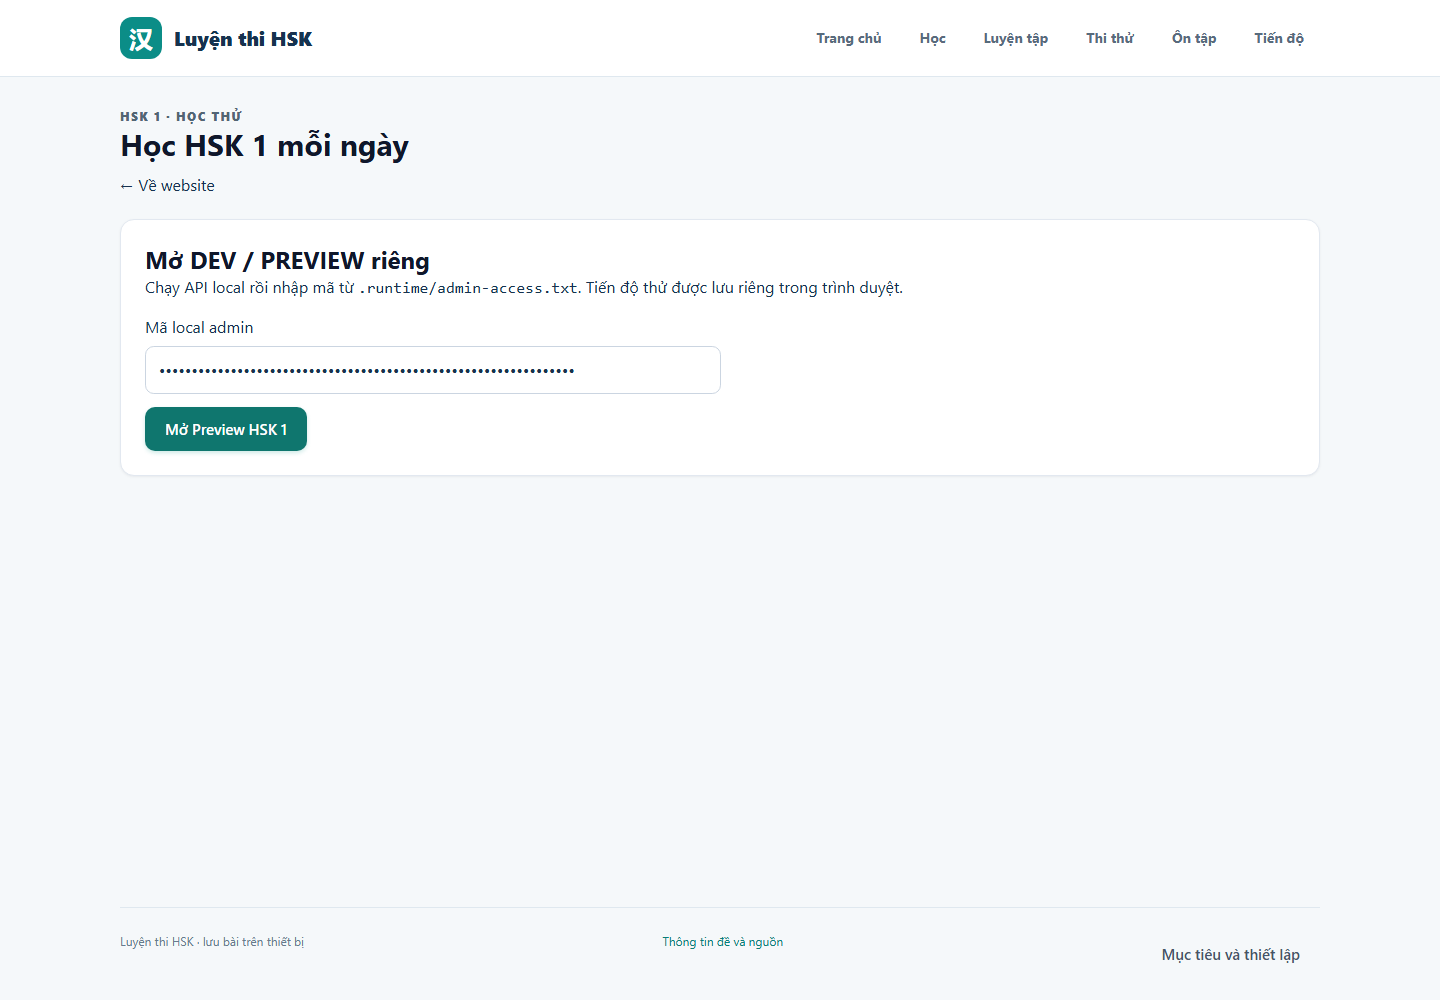 汉 Luyện thi HSK
Trang chủ Học Luyện tập Thi thử Ôn tập Tiến độ
HSK 1 · HỌC THỬ
Học HSK 1 mỗi ngày
← Về website
Mở DEV / PREVIEW riêng
Chạy API local rồi nhập mã từ .runtime/admin-access.txt. Tiến độ thử được lưu riêng trong trình duyệt.
Mã local admin
Mở Preview HSK 1
Luyện thi HSK · lưu bài trên thiết bị
Thông tin đề và nguồn
Mục tiêu và thiết lập